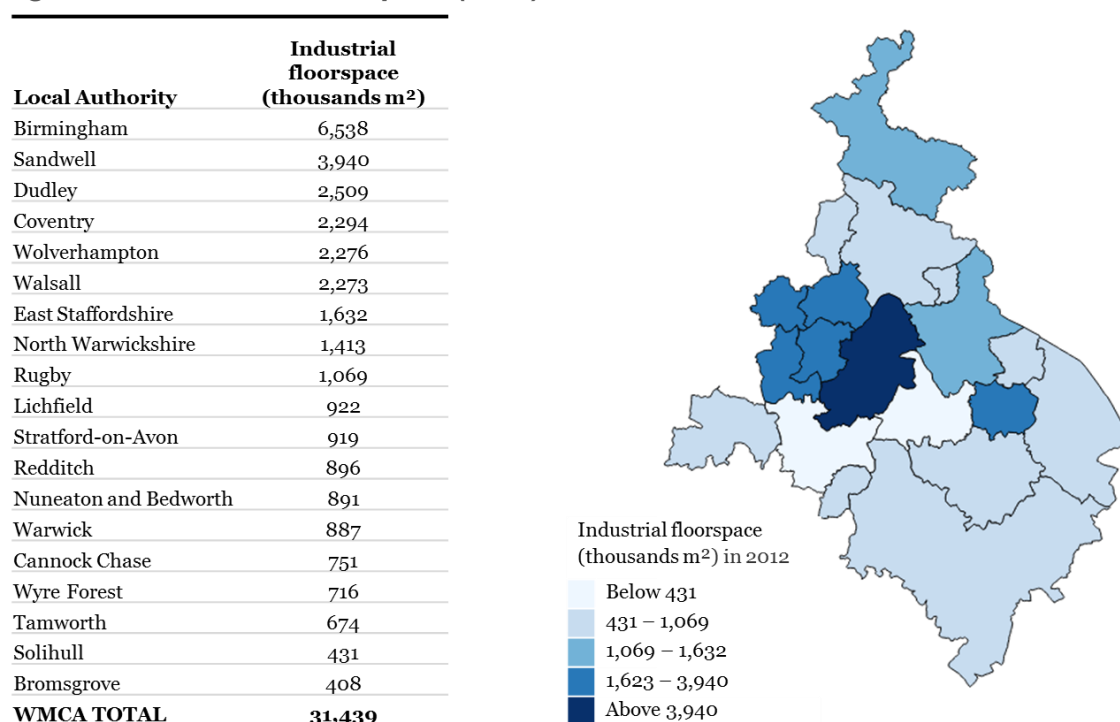 Industrial
floorspace
Local Authority (thousands m²)
Birmingham 6,538
Sandwell 3,940
Dudley 2,509
Coventry 2,294
Wolverhampton 2,276
Walsall 2,273
East Staffordshire 1,632
North Warwickshire 1,413
Rugby 1,069
Lichfield 922
Stratford-on-Avon 919
Redditch 896
Nuneaton and Bedworth 891
Warwick 887
Cannock Chase 751
Wyre Forest 716
Tamworth 674
Solihull 431
Bromsgrove 408
WMCA TOTAL 31,439
Industrial floorspace
(thousands m²) in 2012
Below 431
431 – 1,069
1,069 – 1,632
1,623 – 3,940
Above 3,940